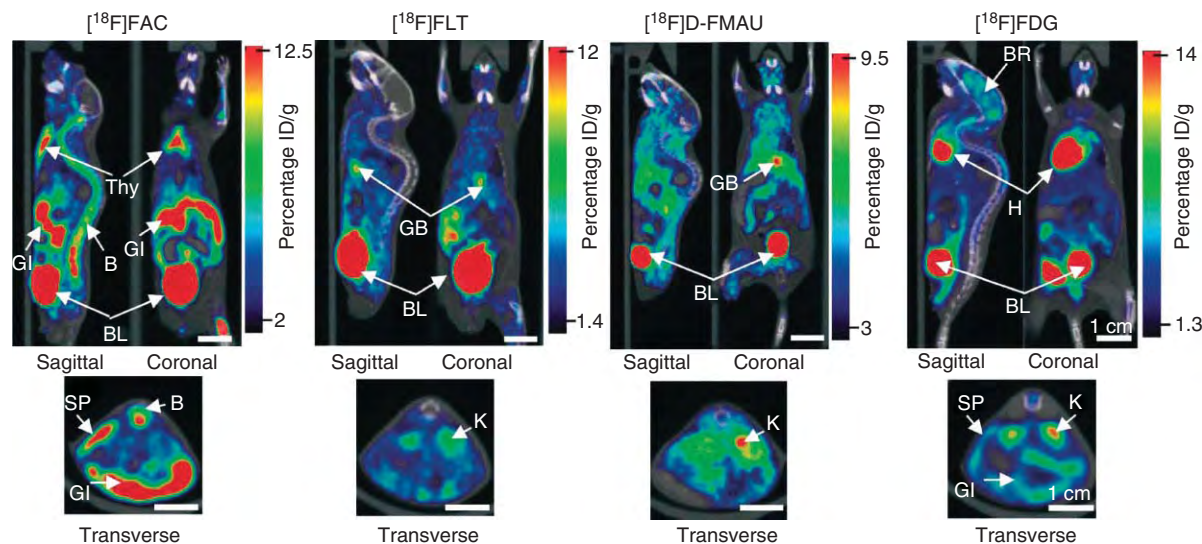 [18F]FAC
[18F]FLT
[18F]D-FMAU
[18F]FDG
12.5
Percentage ID/g
2
Thy
GI
B
GI
BL
12
Percentage ID/g
1.4
GB
BL
9.5
Percentage ID/g
3
GB
BL
14
Percentage ID/g
1.3
BR
H
BL
1 cm
Sagittal Coronal
Sagittal Coronal
Sagittal Coronal
Sagittal Coronal
SP
B
GI
K
K
SP
K
GI
1 cm
Transverse
Transverse
Transverse
Transverse